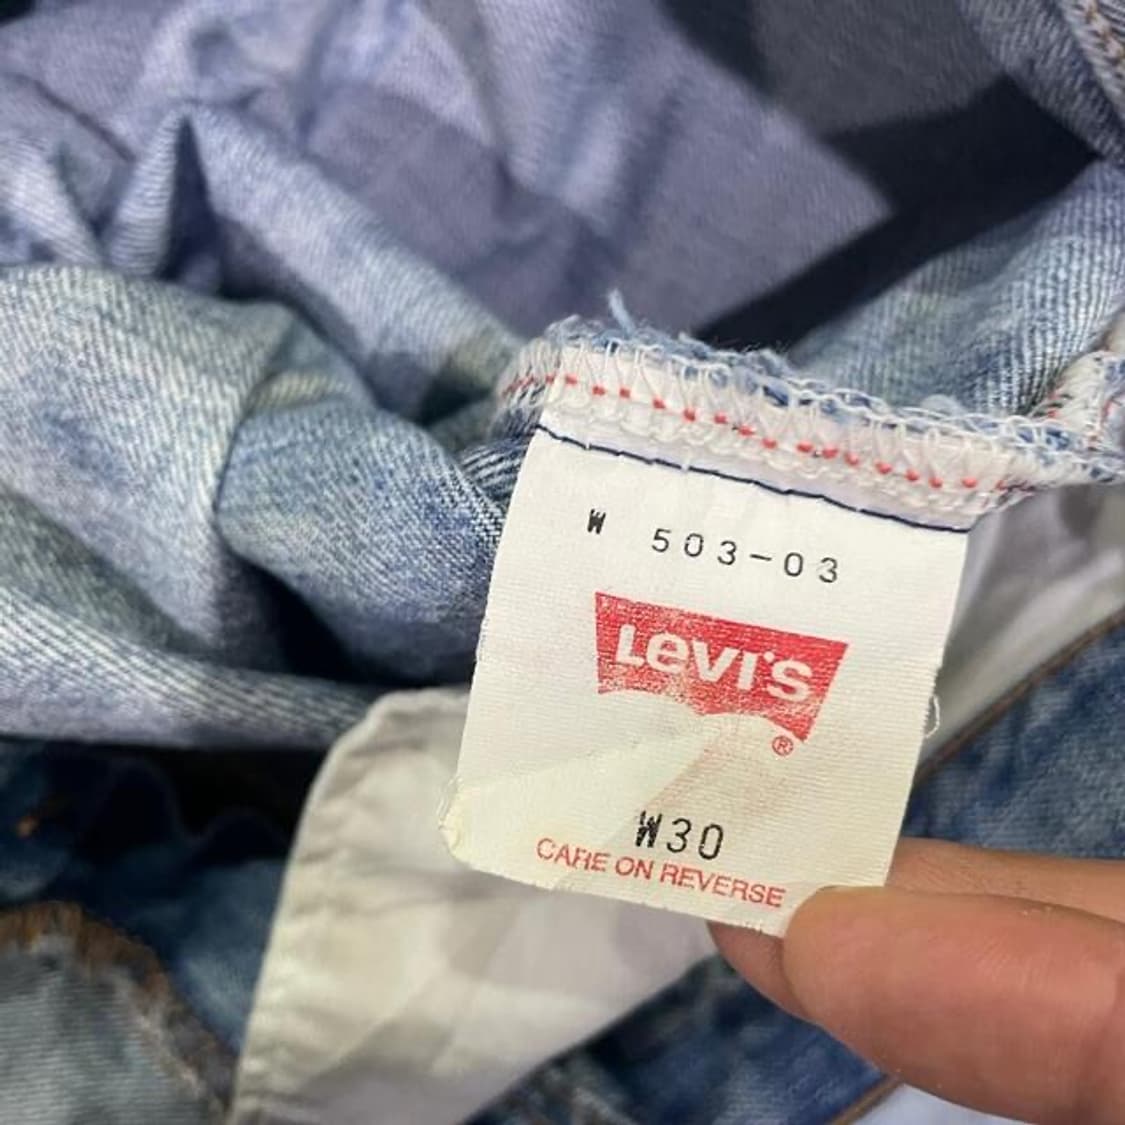 W 503-03
LEVI'S
®
W30
CARE ON REVERSE